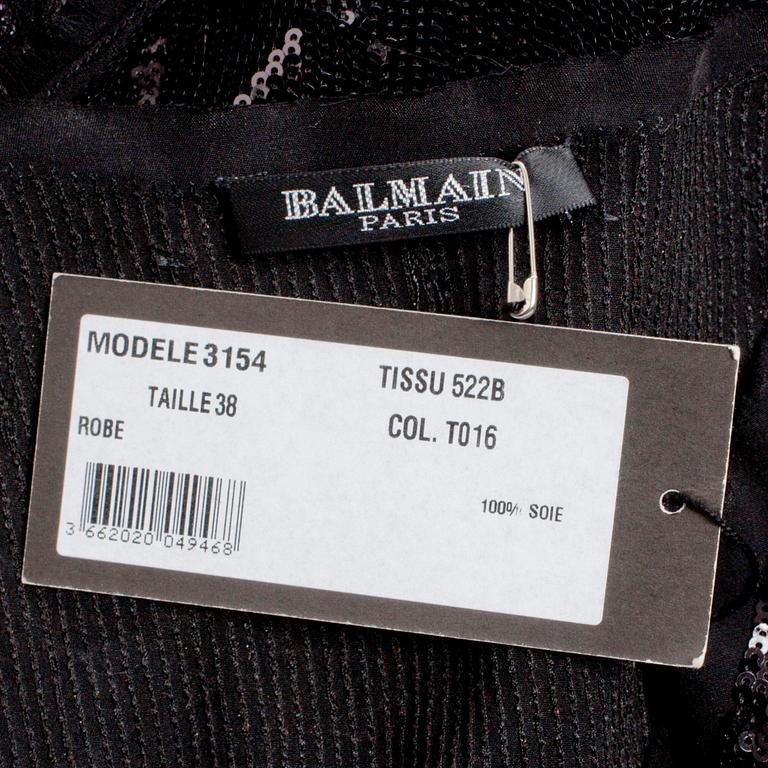 BALMAIN
PARIS
MODELE 3154
TISSU 522B
TAILLE 38
COL. T016
ROBE
100% SOIE
3 662020 049468